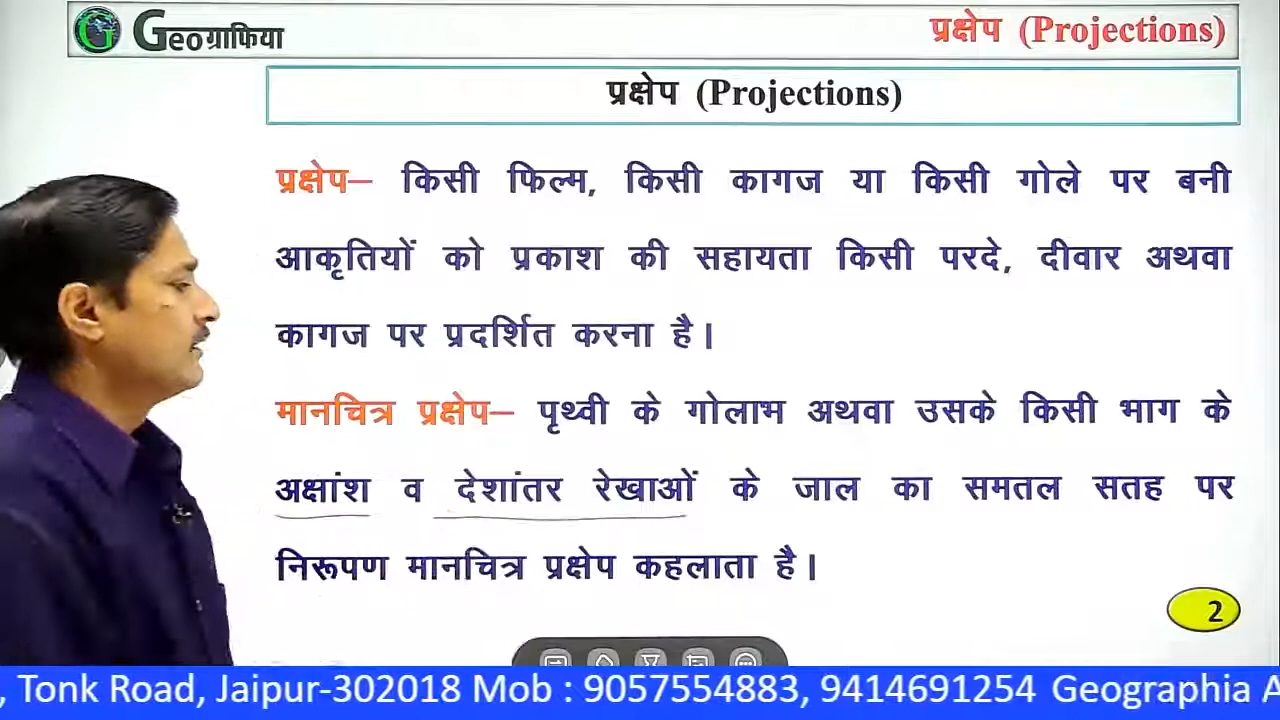 Geoग्राफिया
प्रक्षेप (Projections)
प्रक्षेप (Projections)
प्रक्षेप– किसी फिल्म, किसी कागज या किसी गोले पर बनी
आकृतियों को प्रकाश की सहायता किसी परदे, दीवार अथवा
कागज पर प्रदर्शित करना है।
मानचित्र प्रक्षेप– पृथ्वी के गोलाभ अथवा उसके किसी भाग के
अक्षांश व देशांतर रेखाओं के जाल का समतल सतह पर
निरूपण मानचित्र प्रक्षेप कहलाता है।
2
, Tonk Road, Jaipur-302018 Mob : 9057554883, 9414691254 Geographia A